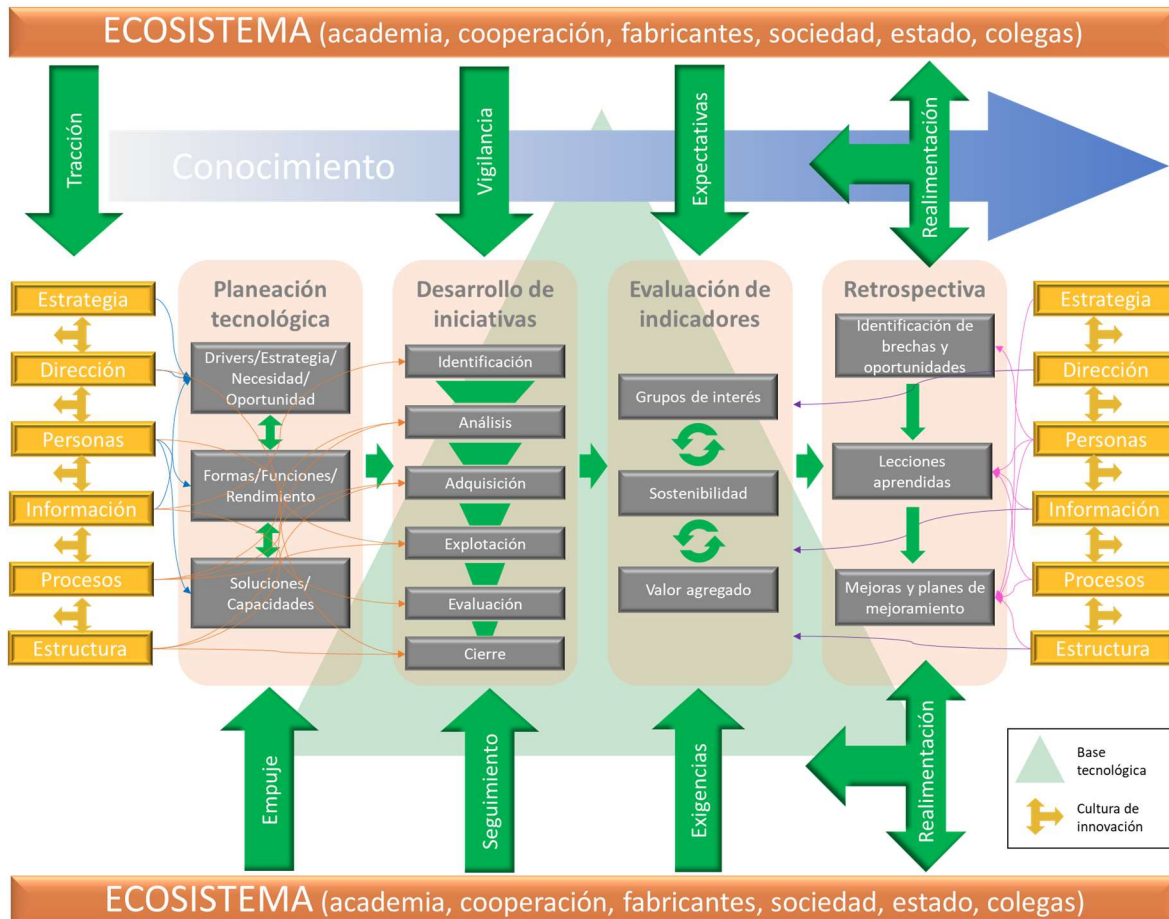 ECOSISTEMA (academia, cooperación, fabricantes, sociedad, estado, colegas)
Tracción
Conocimiento
Vigilancia
Expectativas
Realimentación
Estrategia
Dirección
Personas
Información
Procesos
Estructura
Planeación
tecnológica
Drivers/Estrategia/
Necesidad/
Oportunidad
Formas/Funciones/
Rendimiento
Soluciones/
Capacidades
Desarrollo de
iniciativas
Identificación
Análisis
Adquisición
Explotación
Evaluación
Cierre
Evaluación de
indicadores
Grupos de interés
Sostenibilidad
Valor agregado
Retrospectiva
Identificación de
brechas y
oportunidades
Lecciones
aprendidas
Mejoras y planes de
mejoramiento
Estrategia
Dirección
Personas
Información
Procesos
Estructura
Empuje
Seguimiento
Exigencias
Realimentación
Base
tecnológica
Cultura de
innovación
ECOSISTEMA (academia, cooperación, fabricantes, sociedad, estado, colegas)